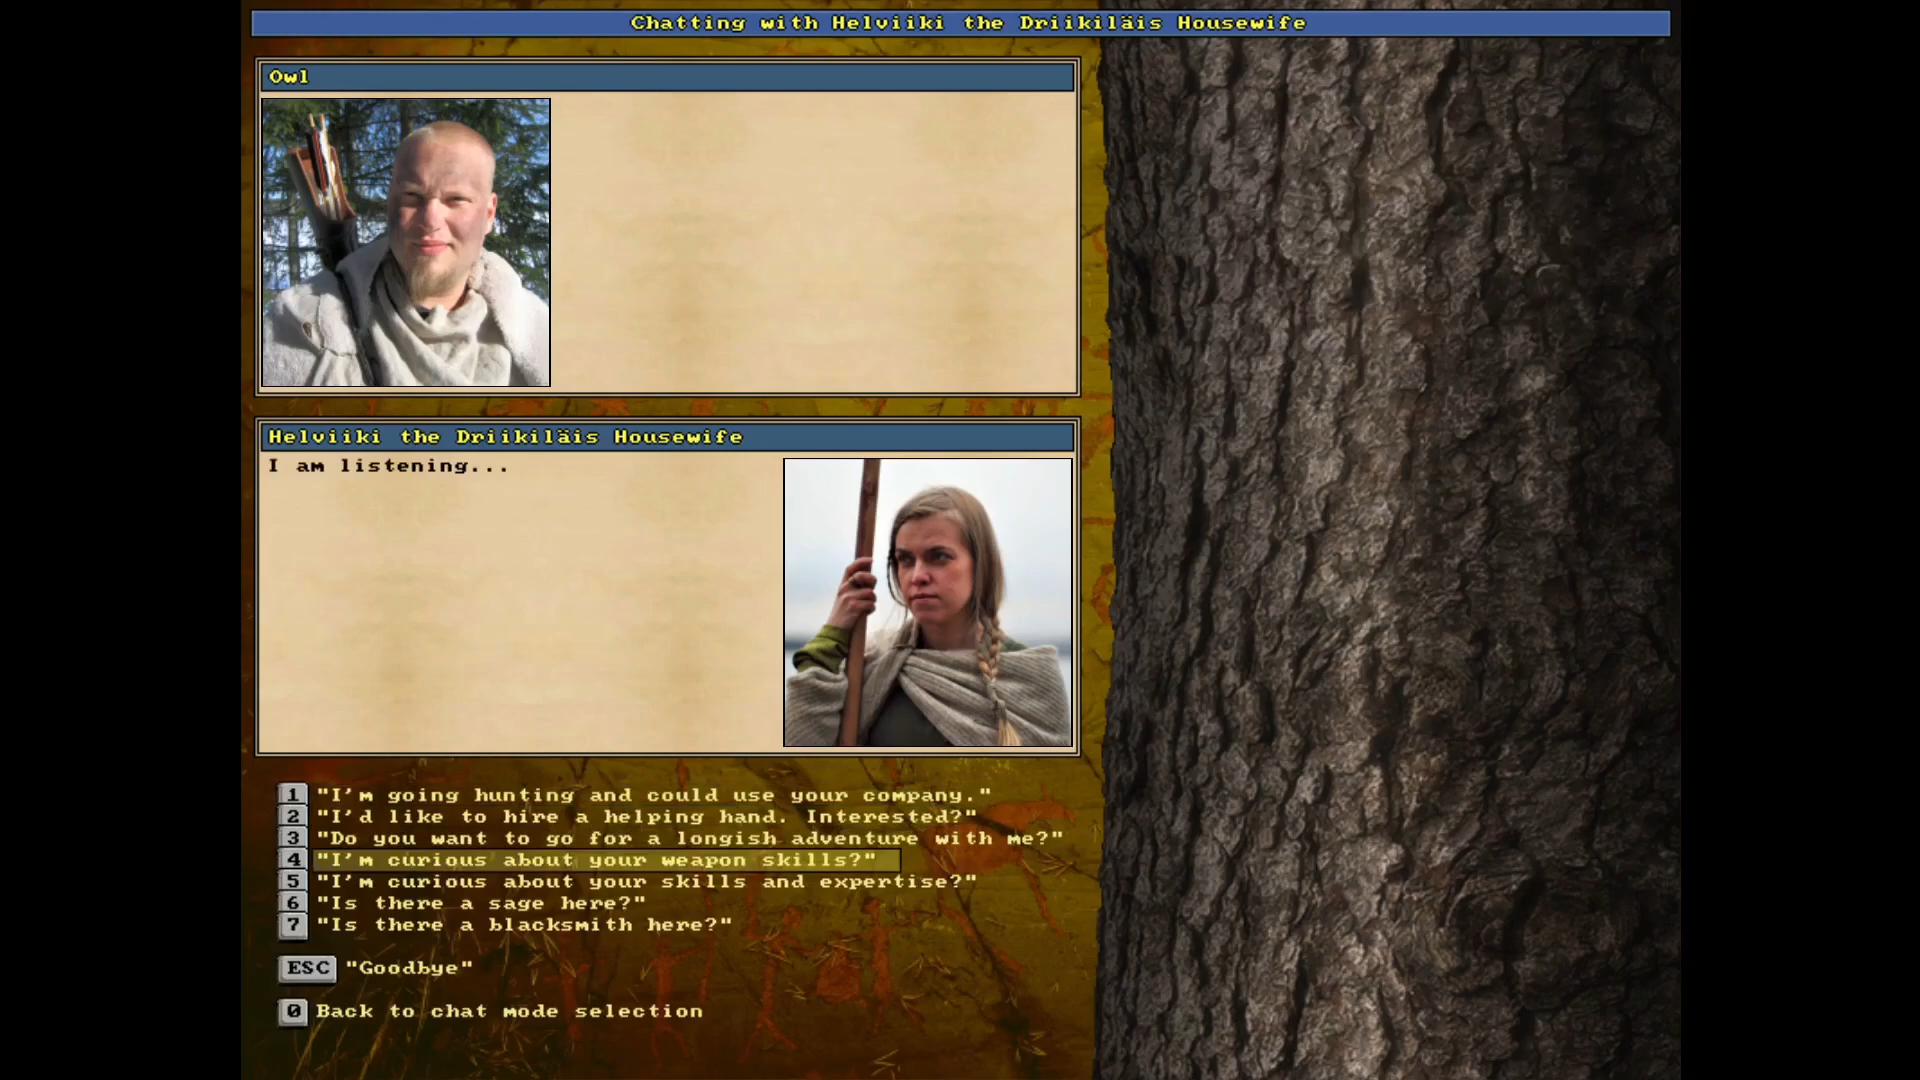 Chatting with Helviiki the Driikiläis Housewife
Owl
Helviiki the Driikiläis Housewife
I am listening...
1 "I'm going hunting and could use your company."
2 "I'd like to hire a helping hand. Interested?"
3 "Do you want to go for a longish adventure with me?"
4 "I'm curious about your weapon skills?"
5 "I'm curious about your skills and expertise?"
6 "Is there a sage here?"
7 "Is there a blacksmith here?"
ESC "Goodbye"
0 Back to chat mode selection